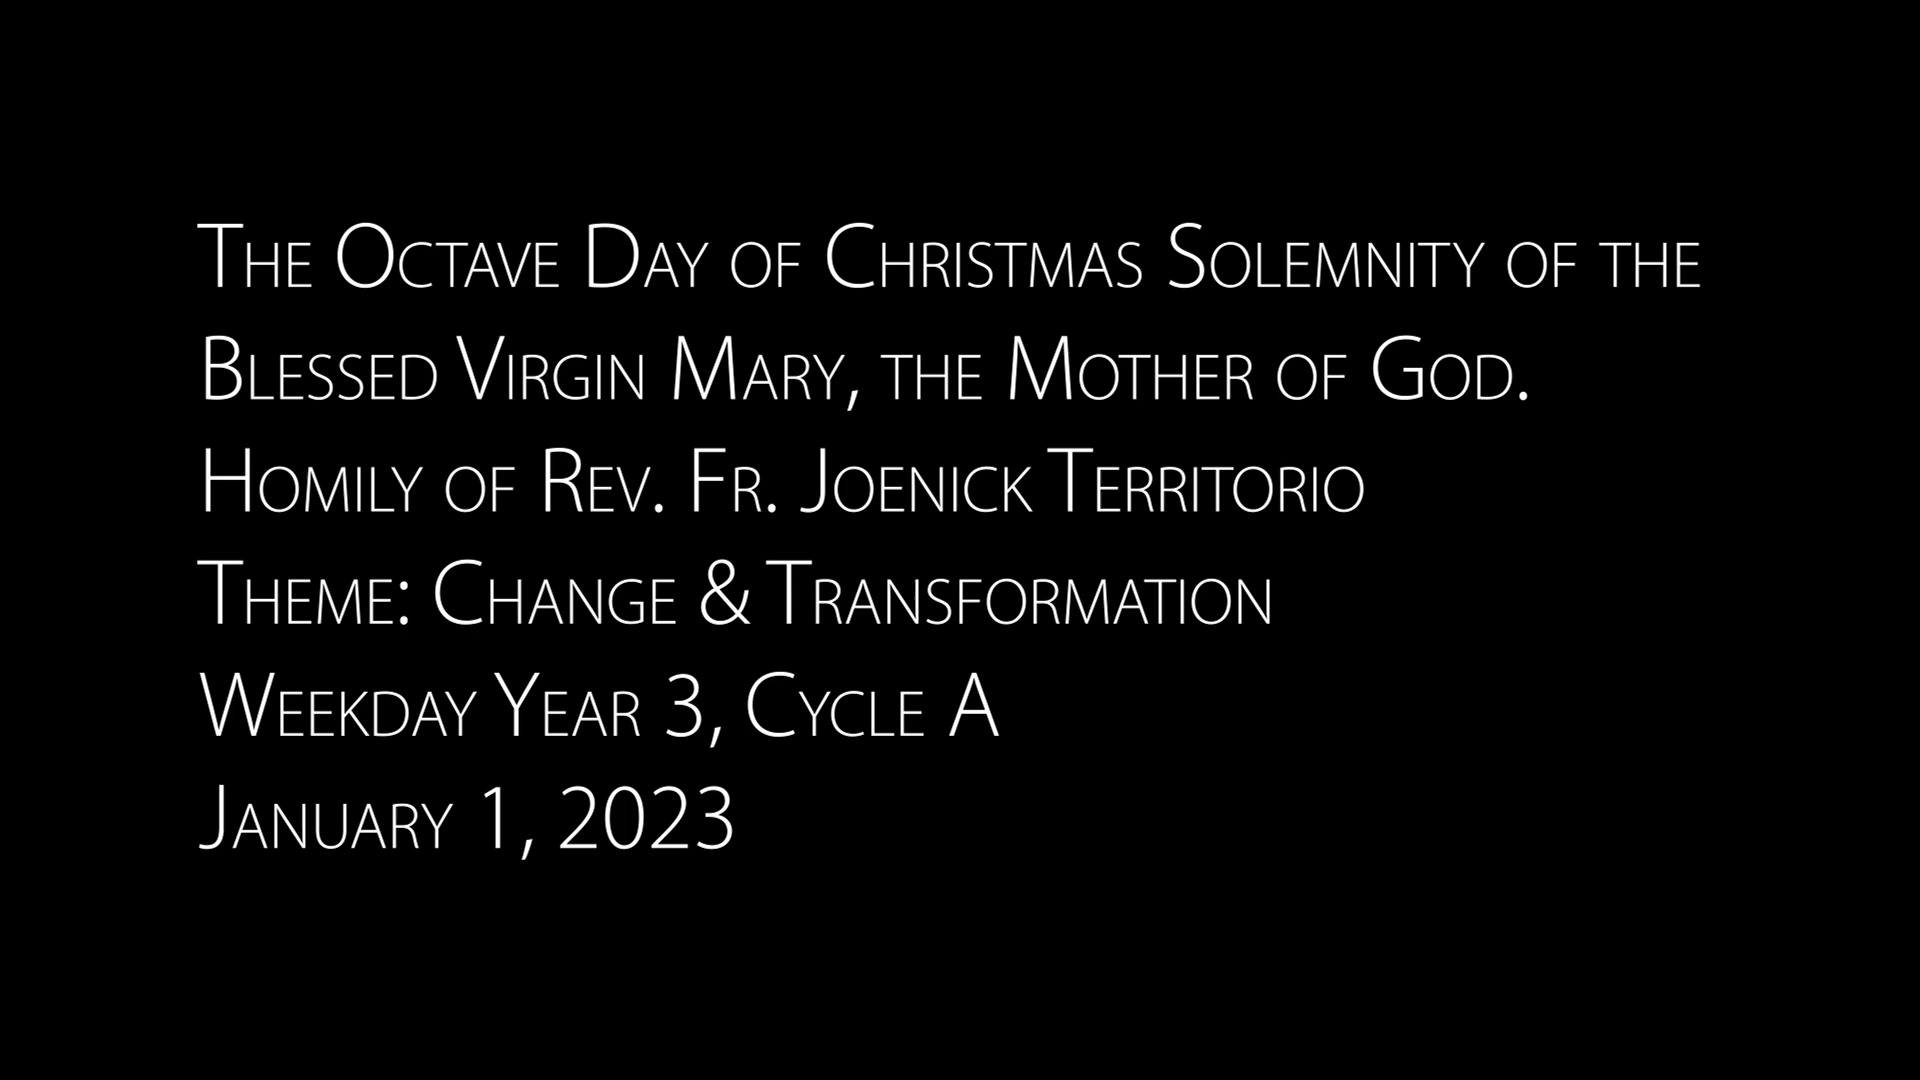 The Octave Day of Christmas Solemnity of the
Blessed Virgin Mary, the Mother of God.
Homily of Rev. Fr. Joenick Territorio
Theme: Change & Transformation
Weekday Year 3, Cycle A
January 1, 2023